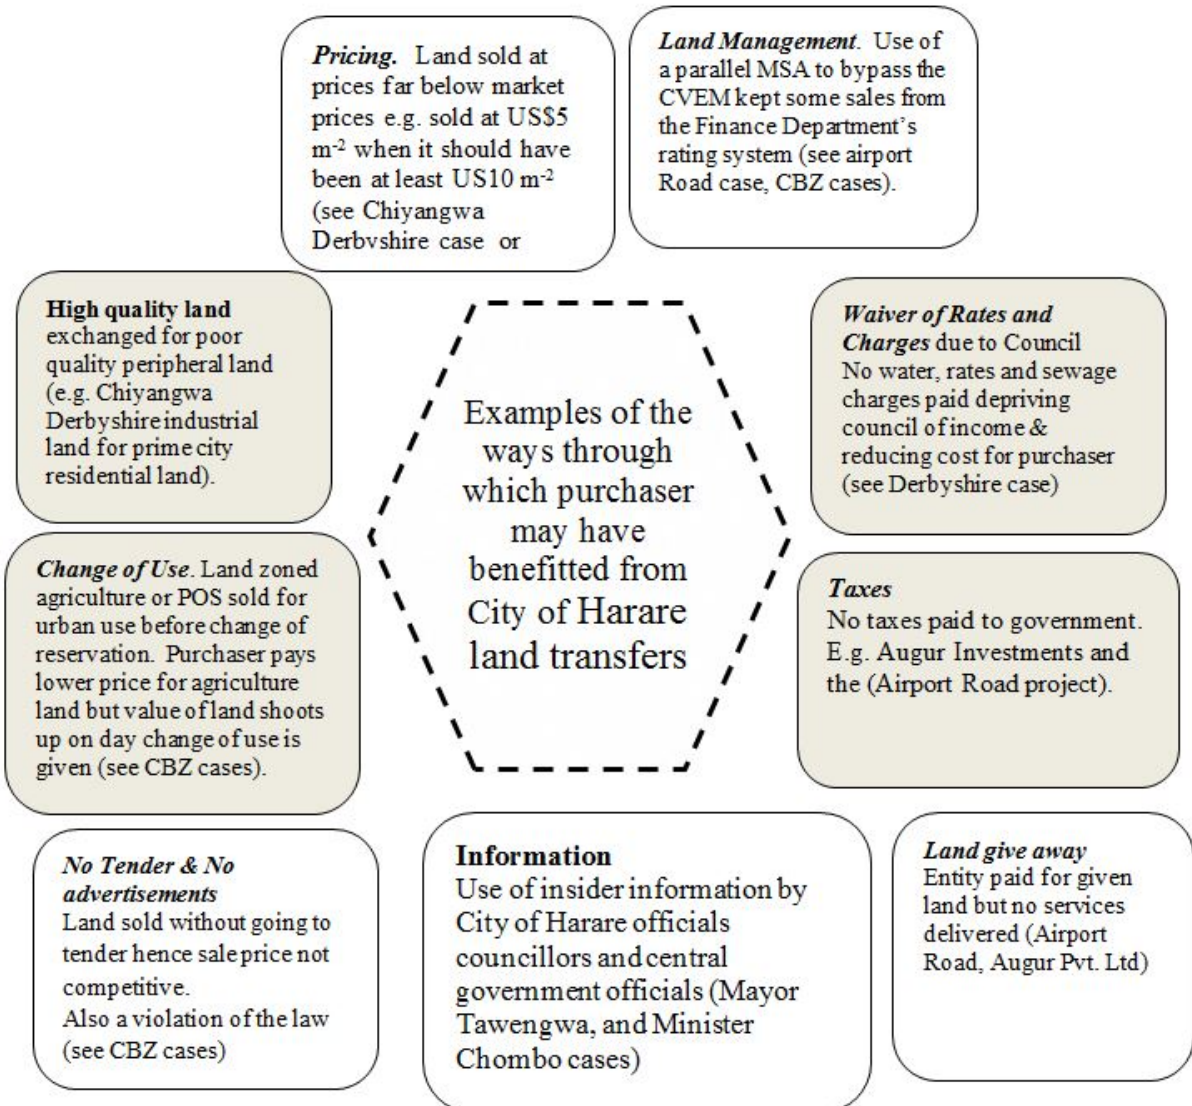 Pricing. Land sold at
prices far below market
prices e.g. sold at US$5
m-2 when it should have
been at least US10 m-2
(see Chiyangwa
Derbyshire case or
Land Management. Use of
a parallel MSA to bypass the
CVEM kept some sales from
the Finance Department's
rating system (see airport
Road case, CBZ cases).
High quality land
exchanged for poor
quality peripheral land
(e.g. Chiyangwa
Derbyshire industrial
land for prime city
residential land).
Examples of the
ways through
which purchaser
may have
benefitted from
City of Harare
land transfers
Waiver of Rates and
Charges due to Council
No water, rates and sewage
charges paid depriving
council of income &
reducing cost for purchaser
(see Derbyshire case)
Change of Use. Land zoned
agriculture or POS sold for
urban use before change of
reservation. Purchaser pays
lower price for agriculture
land but value of land shoots
up on day change of use is
given (see CBZ cases).
Taxes
No taxes paid to government.
E.g. Augur Investments and
the (Airport Road project).
No Tender & No
advertisements
Land sold without going to
tender hence sale price not
competitive.
Also a violation of the law
(see CBZ cases)
Information
Use of insider information by
City of Harare officials
councillors and central
government officials (Mayor
Tawengwa, and Minister
Chombo cases)
Land give away
Entity paid for given
land but no services
delivered (Airport
Road, Augur Pvt. Ltd)